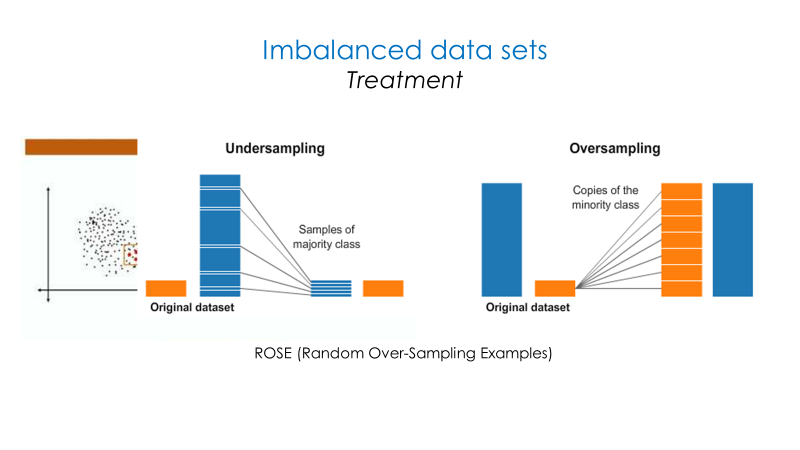 Imbalanced data sets
Treatment
Undersampling
Samples of
majority class
Original dataset
Oversampling
Copies of the
minority class
Original dataset
ROSE (Random Over-Sampling Examples)